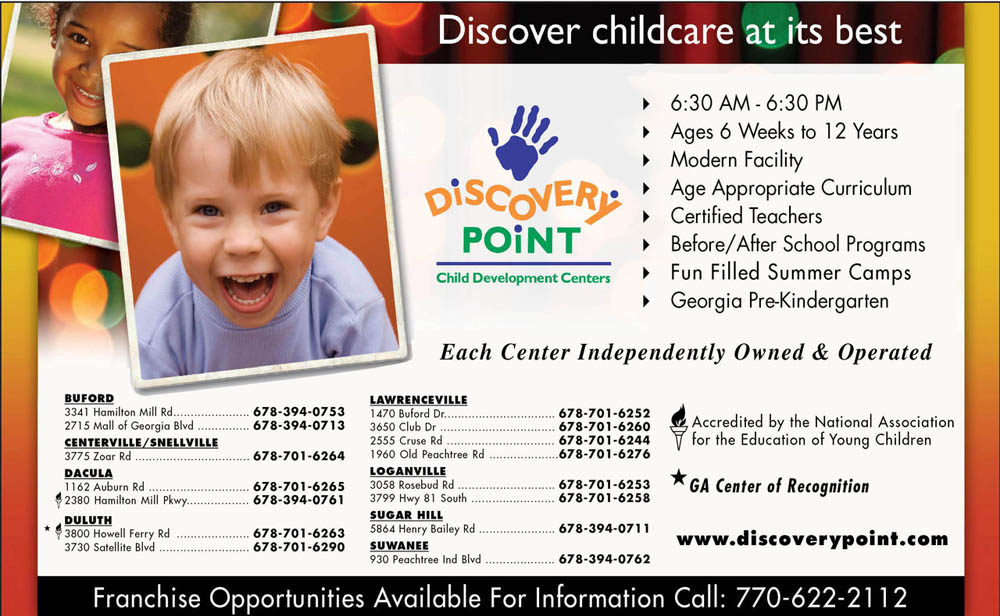 Discover childcare at its best
DiSCOVERy
POiNT
Child Development Centers
6:30 AM - 6:30 PM
Ages 6 Weeks to 12 Years
Modern Facility
Age Appropriate Curriculum
Certified Teachers
Before/After School Programs
Fun Filled Summer Camps
Georgia Pre-Kindergarten
Each Center Independently Owned & Operated
BUFORD
3341 Hamilton Mill Rd...................... 678-394-0753
2715 Mall of Georgia Blvd ............... 678-394-0713
CENTERVILLE/SNELLVILLE
3775 Zoar Rd ................................. 678-701-6264
DACULA
1162 Auburn Rd ............................. 678-701-6265
2380 Hamilton Mill Pkwy.................. 678-394-0761
DULUTH
3800 Howell Ferry Rd ..................... 678-701-6263
3730 Satellite Blvd .......................... 678-701-6290
LAWRENCEVILLE
1470 Buford Dr................................ 678-701-6252
3650 Club Dr ................................. 678-701-6260
2555 Cruse Rd ............................... 678-701-6244
1960 Old Peachtree Rd ...................678-701-6276
LOGANVILLE
3058 Rosebud Rd ........................... 678-701-6253
3799 Hwy 81 South ........................ 678-701-6258
SUGAR HILL
5864 Henry Bailey Rd ...................... 678-394-0711
SUWANEE
930 Peachtree Ind Blvd .................... 678-394-0762
Accredited by the National Association
for the Education of Young Children
GA Center of Recognition
www.discoverypoint.com
Franchise Opportunities Available For Information Call: 770-622-2112